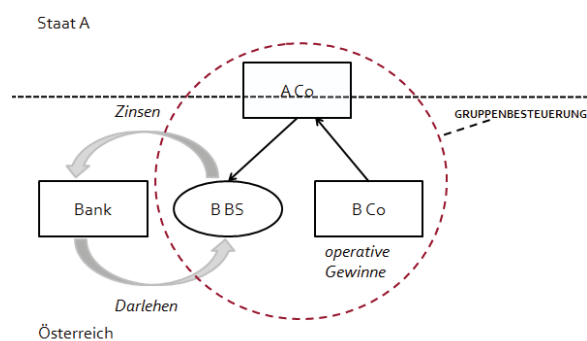 Staat A
A Co
Zinsen
GRUPPENBESTEUERUNG
Bank
B BS
B Co
operative
Gewinne
Darlehen
Österreich